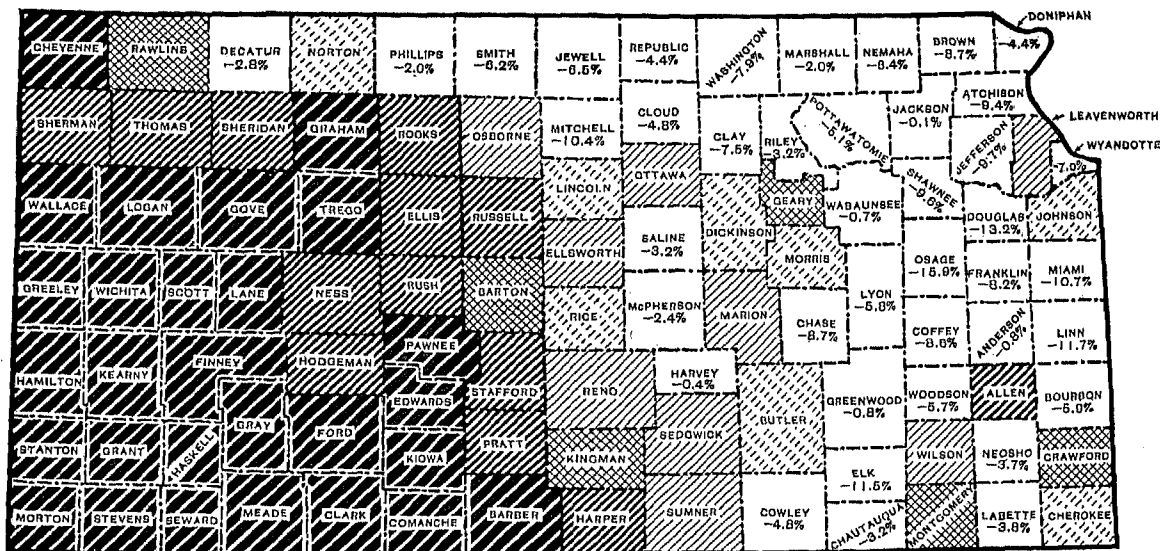 DONIPHAN
-4.4%
CHEYENNE
RAWLINS
DECATUR
-2.8%
NORTON
PHILLIPS
-2.0%
SMITH
-6.2%
JEWELL
-6.5%
REPUBLIC
-4.4%
WASHINGTON
-7.9%
MARSHALL
-2.0%
NEMAHA
-8.4%
BROWN
-8.7%
SHERMAN
THOMAS
SHERIDAN
GRAHAM
ROOKS
OSBORNE
MITCHELL
-10.4%
CLOUD
-4.8%
CLAY
-7.5%
RILEY
-3.2%
POTTAWATOMIE
-5.1%
JACKSON
-0.1%
ATCHISON
-9.4%
JEFFERSON
-9.7%
LEAVENWORTH
WYANDOTTE
-7.0%
WALLACE
LOGAN
GOVE
TREGO
ELLIS
RUSSELL
LINCOLN
OTTAWA
DICKINSON
GEARY
WABAUNSEE
-0.7%
SHAWNEE
-9.6%
DOUGLAS
-13.2%
JOHNSON
ELLSWORTH
SALINE
-3.2%
MORRIS
OSAGE
-15.9%
FRANKLIN
-8.2%
MIAMI
-10.7%
GREELEY
WICHITA
SCOTT
LANE
NESS
RUSH
BARTON
RICE
McPHERSON
-2.4%
MARION
CHASE
-8.7%
LYON
-5.8%
COFFEY
-8.6%
ANDERSON
-0.8%
LINN
-11.7%
HAMILTON
KEARNY
FINNEY
HODGEMAN
PAWNEE
STAFFORD
EDWARDS
RENO
HARVEY
-0.4%
BUTLER
GREENWOOD
-0.8%
WOODSON
-5.7%
ALLEN
BOURBON
-5.0%
STANTON
GRANT
HASKELL
GRAY
FORD
KIOWA
PRATT
KINGMAN
SEDGWICK
ELK
-11.5%
WILSON
NEOSHO
-3.7%
CRAWFORD
MORTON
STEVENS
SEWARD
MEADE
CLARK
COMANCHE
BARBER
HARPER
SUMNER
COWLEY
-4.8%
CHAUTAUQUA
-3.2%
MONTGOMERY
LABETTE
-3.8%
CHEROKEE